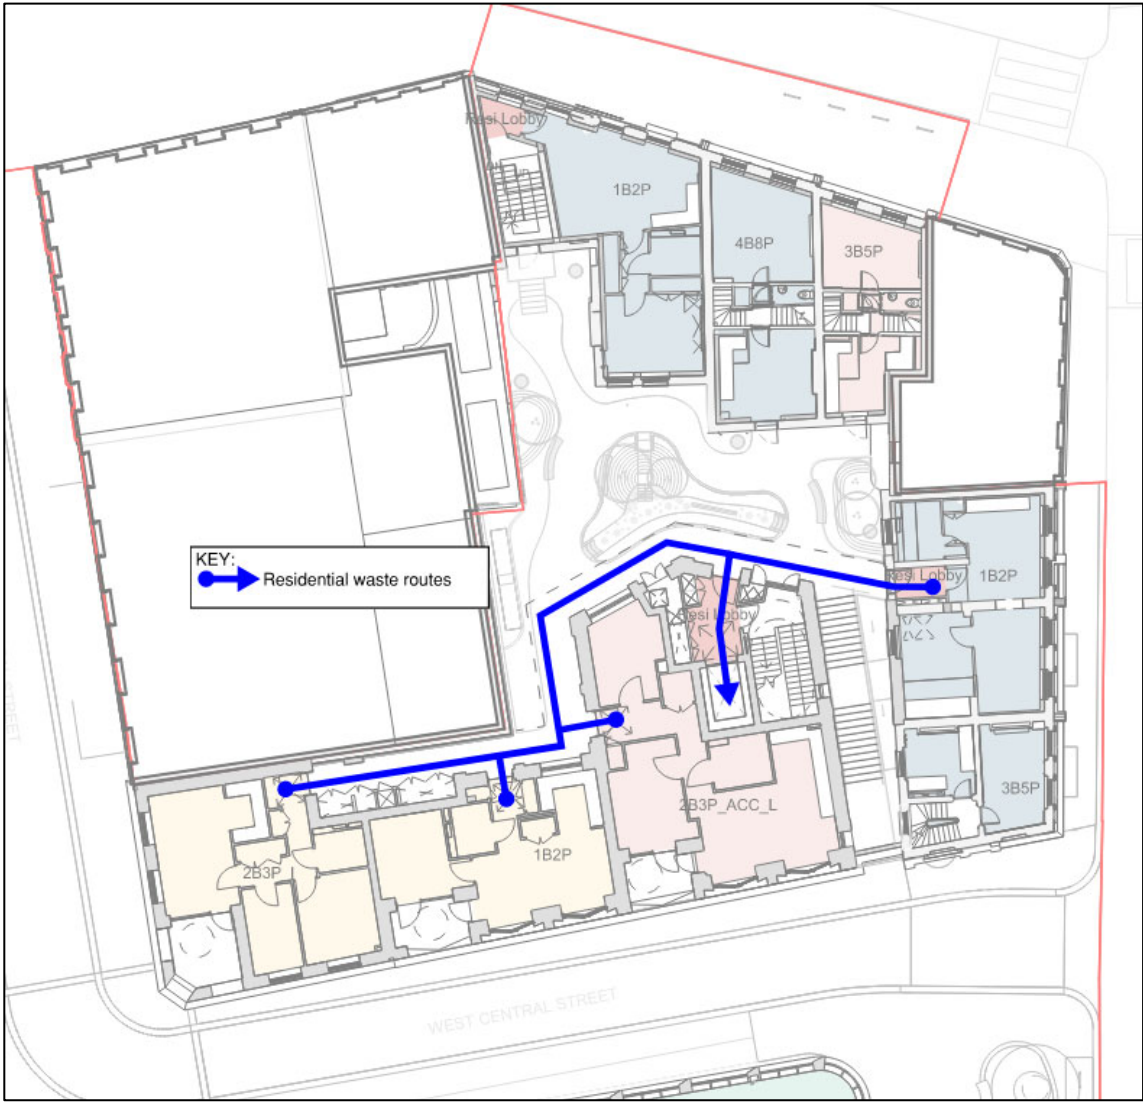 Resi Lobby
1B2P
4B8P
3B5P
KEY:
Residential waste routes
Resi Lobby
1B2P
Resi Lobby
2B3P_ACC_L
3B5P
1B2P
2B3P
WEST CENTRAL STREET
STREET